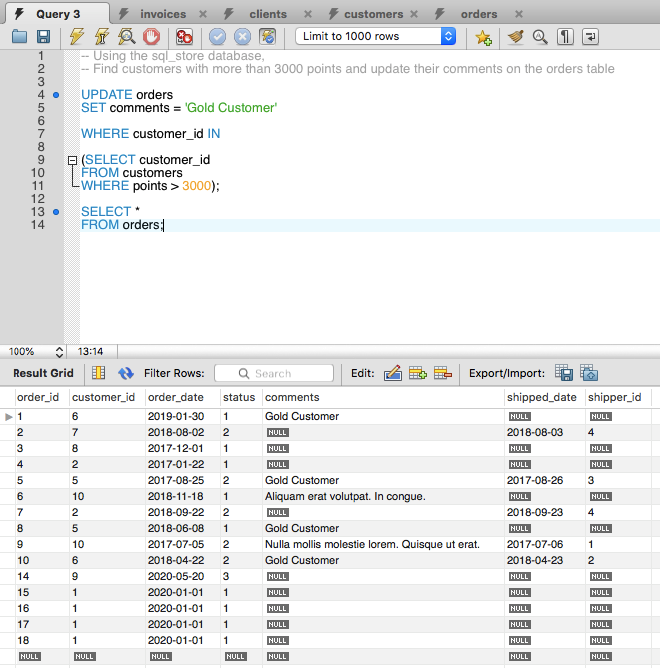 Query 3 invoices clients customers orders
Limit to 1000 rows
1 -- Using the sql_store database,
2 -- Find customers with more than 3000 points and update their comments on the orders table
3
4 UPDATE orders
5 SET comments = 'Gold Customer'
6
7 WHERE customer_id IN
8
9 (SELECT customer_id
10 FROM customers
11 WHERE points > 3000);
12
13 SELECT *
14 FROM orders;
100% 13:14
Result Grid Filter Rows: Search Edit: Export/Import:
order_id customer_id order_date status comments shipped_date shipper_id
1 6 2019-01-30 1 Gold Customer NULL NULL
2 7 2018-08-02 2 NULL 2018-08-03 4
3 8 2017-12-01 1 NULL NULL NULL
4 2 2017-01-22 1 NULL NULL NULL
5 5 2017-08-25 2 Gold Customer 2017-08-26 3
6 10 2018-11-18 1 Aliquam erat volutpat. In congue. NULL NULL
7 2 2018-09-22 2 NULL 2018-09-23 4
8 5 2018-06-08 1 Gold Customer NULL NULL
9 10 2017-07-05 2 Nulla mollis molestie lorem. Quisque ut erat. 2017-07-06 1
10 6 2018-04-22 2 Gold Customer 2018-04-23 2
14 9 2020-05-20 3 NULL NULL NULL
15 1 2020-01-01 1 NULL NULL NULL
16 1 2020-01-01 1 NULL NULL NULL
17 1 2020-01-01 1 NULL NULL NULL
18 1 2020-01-01 1 NULL NULL NULL
NULL NULL NULL NULL NULL NULL NULL